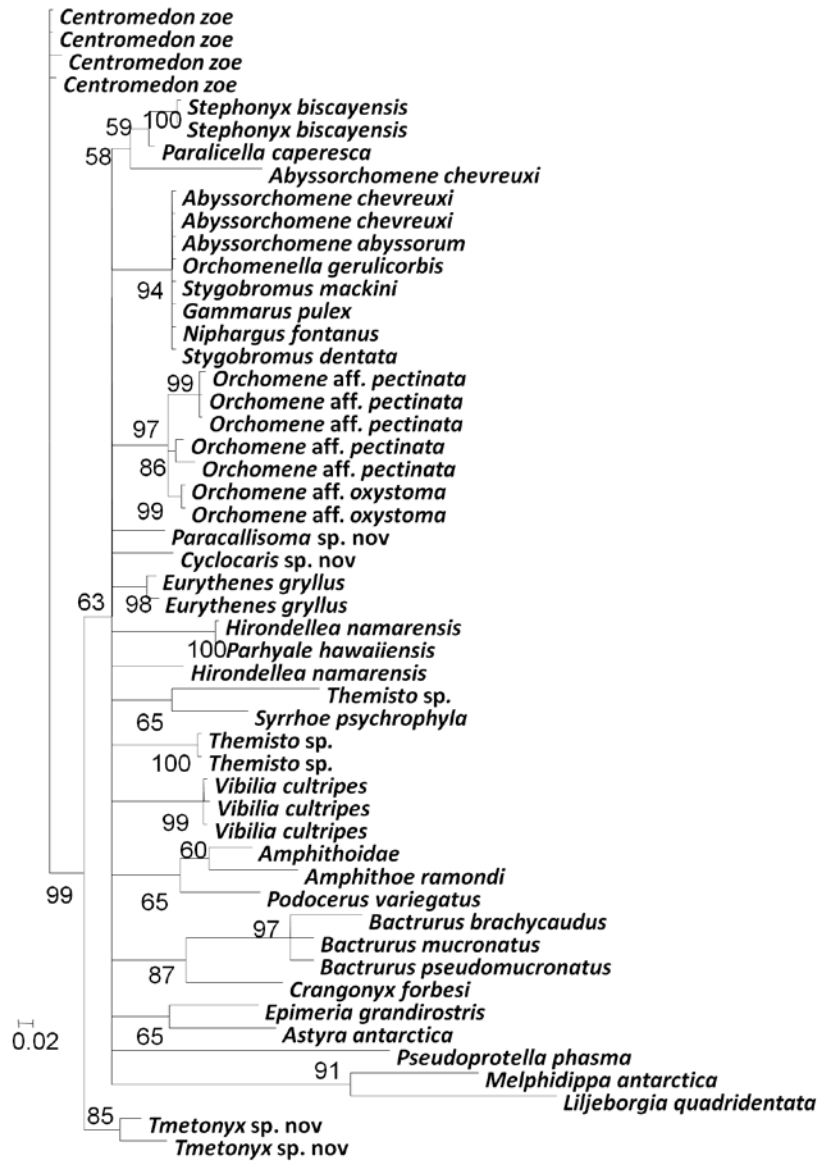 Centromedon zoe
Centromedon zoe
Centromedon zoe
Centromedon zoe
Stephonyx biscayensis
59 100 Stephonyx biscayensis
58 Paralicella caperesca
Abyssorchomene chevreuxi
Abyssorchomene chevreuxi
Abyssorchomene chevreuxi
Abyssorchomene abyssorum
Orchomenella gerulicorbis
94 Stygobromus mackini
Gammarus pulex
Niphargus fontanus
Stygobromus dentata
99 Orchomene aff. pectinata
Orchomene aff. pectinata
97 Orchomene aff. pectinata
Orchomene aff. pectinata
86 Orchomene aff. pectinata
Orchomene aff. oxystoma
99 Orchomene aff. oxystoma
Paracallisoma sp. nov
Cyclocaris sp. nov
Eurythenes gryllus
63 98 Eurythenes gryllus
Hirondellea namarensis
100 Parhyale hawaiiensis
Hirondellea namarensis
Themisto sp.
65 Syrrhoe psychrophyla
Themisto sp.
100 Themisto sp.
Vibilia cultripes
Vibilia cultripes
99 Vibilia cultripes
60 Amphithoidae
Amphithoe ramondi
99 65 Podocerus variegatus
97 Bactrurus brachycaudus
Bactrurus mucronatus
87 Bactrurus pseudomucronatus
Crangonyx forbesi
Epimeria grandirostris
0.02 65 Astyra antarctica
Pseudoprotella phasma
91 Melphidippa antarctica
Liljeborgia quadridentata
85 Tmetonyx sp. nov
Tmetonyx sp. nov